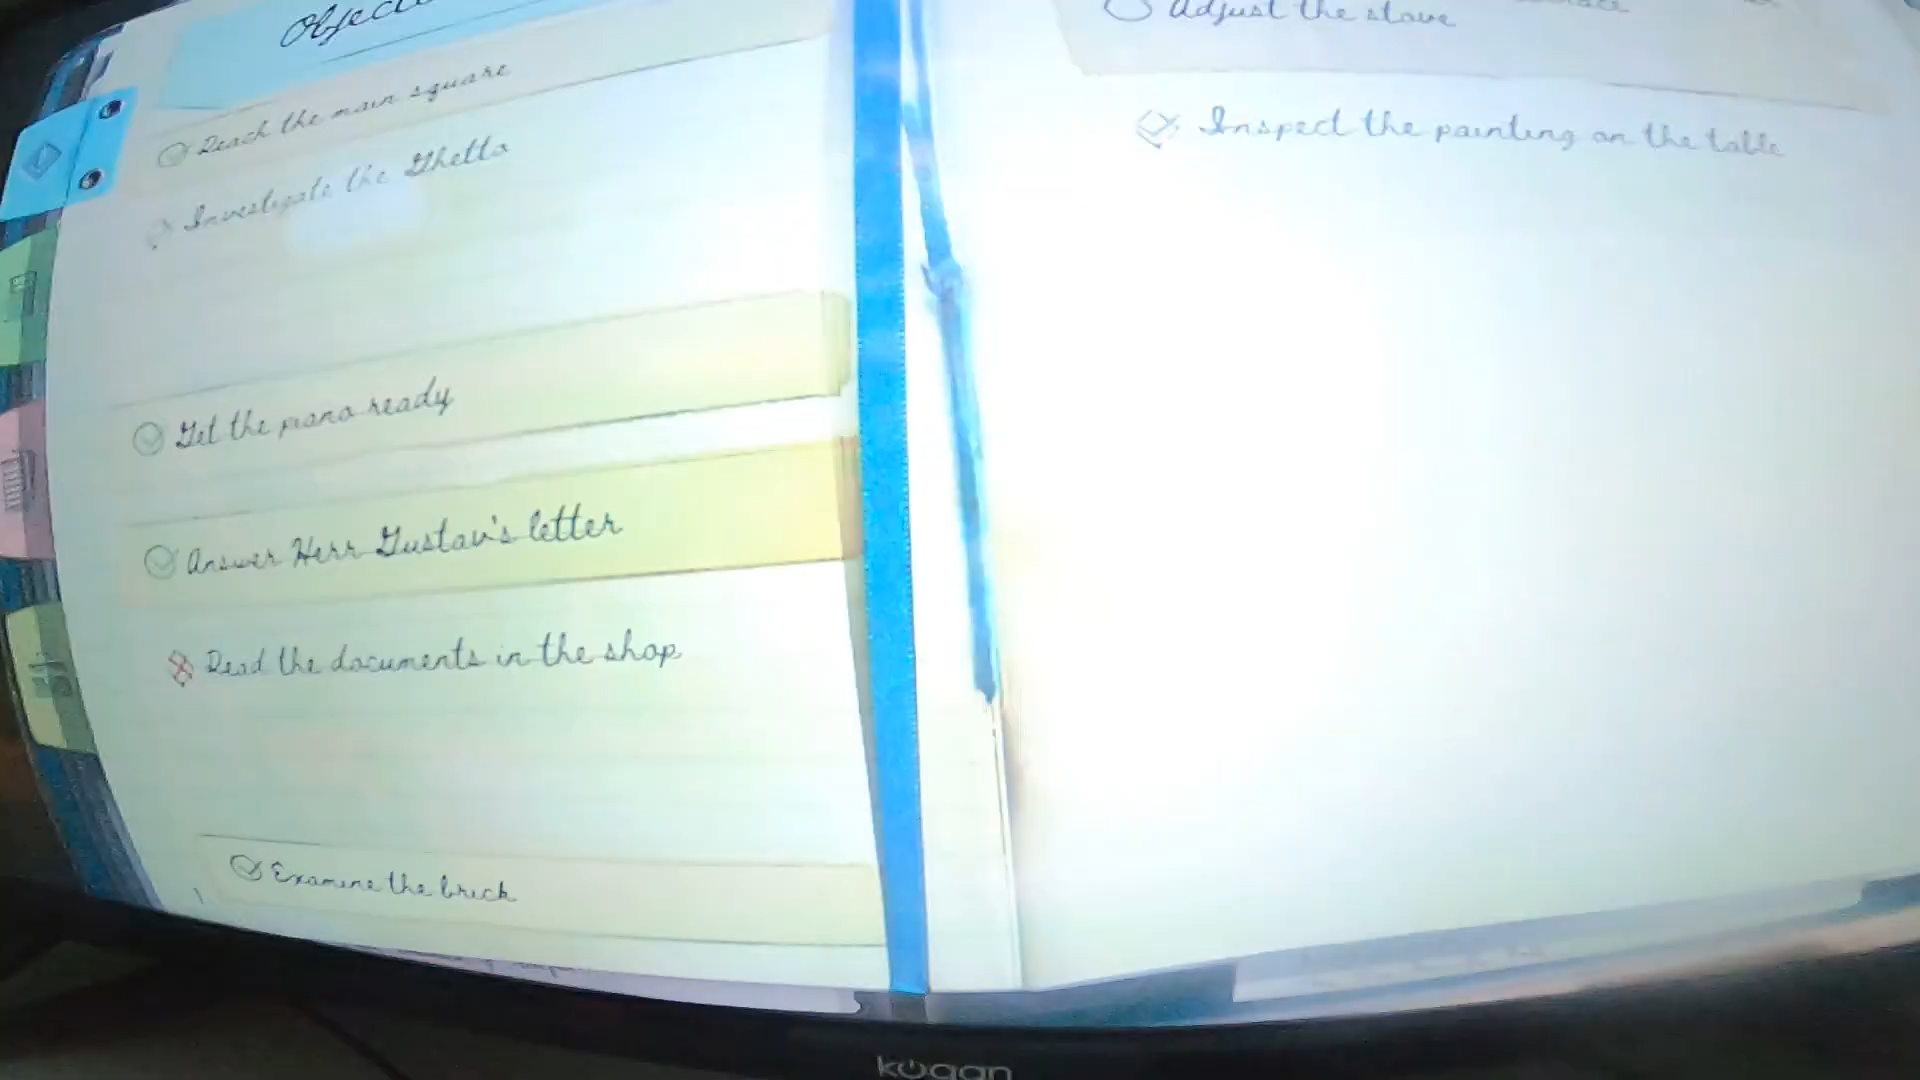 Reach the main square
Investigate the Ghetto
Get the piano ready
Answer Herr Gustav's letter
Read the documents in the shop
Examine the brick
Adjust the stove
Inspect the painting on the table
kogan